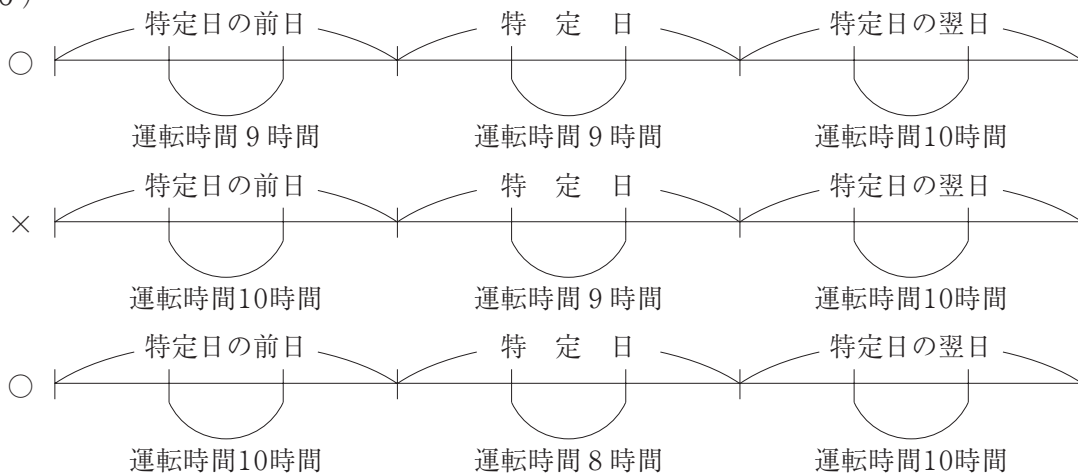 特定日の前日 特 定 日 特定日の翌日
○
運転時間9時間 運転時間9時間 運転時間10時間
特定日の前日 特 定 日 特定日の翌日
×
運転時間10時間 運転時間9時間 運転時間10時間
特定日の前日 特 定 日 特定日の翌日
○
運転時間10時間 運転時間8時間 運転時間10時間